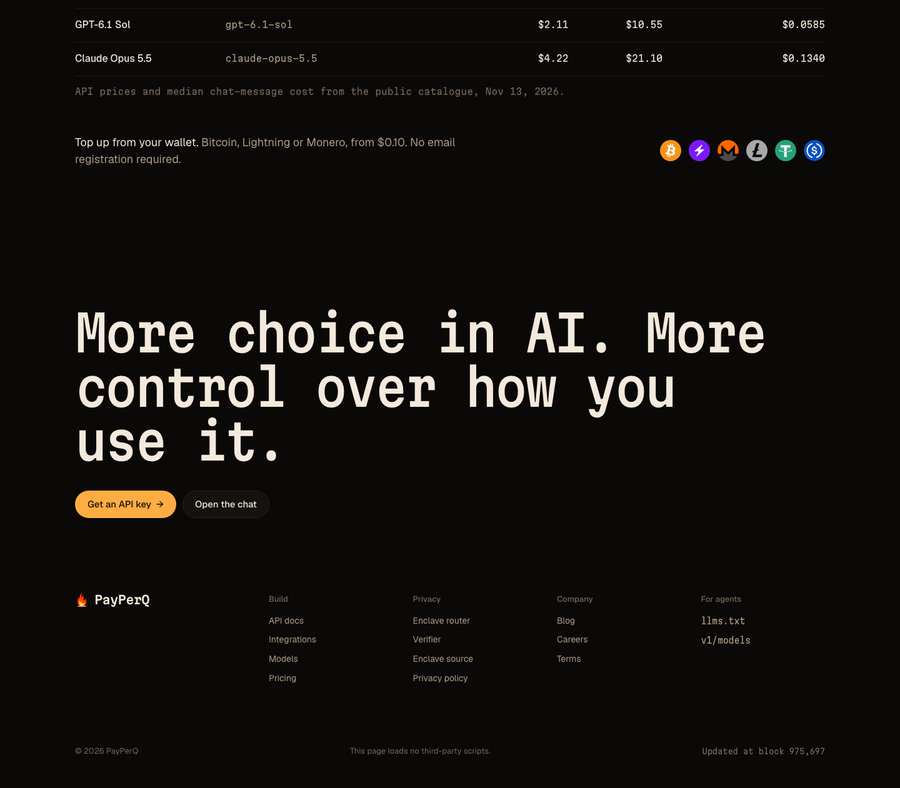 GPT-6.1 Sol gpt-6.1-sol $2.11 $10.55 $0.0585
Claude Opus 5.5 claude-opus-5.5 $4.22 $21.10 $0.1340
API prices and median chat-message cost from the public catalogue, Nov 13, 2026.
Top up from your wallet. Bitcoin, Lightning or Monero, from $0.10. No email
registration required.
More choice in AI. More
control over how you
use it.
Get an API key →
Open the chat
PayPerQ
Build
API docs
Integrations
Models
Pricing
Privacy
Enclave router
Verifier
Enclave source
Privacy policy
Company
Blog
Careers
Terms
For agents
llms.txt
v1/models
© 2026 PayPerQ
This page loads no third-party scripts.
Updated at block 975,697